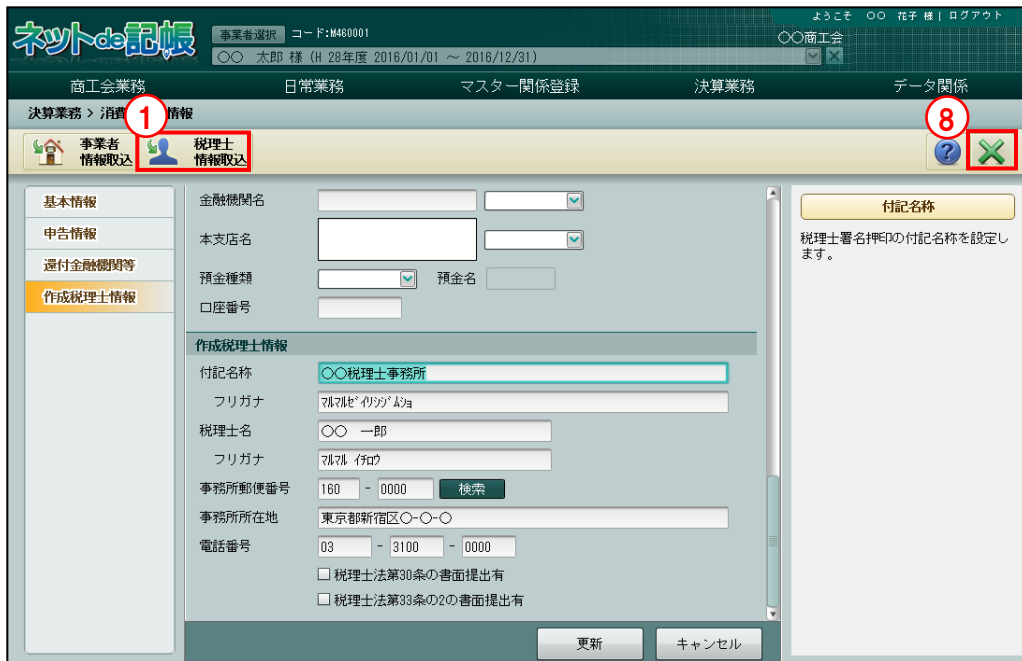 ようこそ 〇〇 花子 様 | ログアウト
ネットde記帳
事業者選択 コード:M460001
〇〇商工会
〇〇 太郎 様 (H 28年度 2016/01/01 ～ 2016/12/31)
商工会業務 日常業務 マスター関係登録 決算業務 データ関係
決算業務 > 消費 情報
1
8
事業者
情報取込
税理士
情報取込
?
基本情報
申告情報
還付金融機関等
作成税理士情報
金融機関名
本支店名
預金種類 預金名
口座番号
作成税理士情報
付記名称 〇〇税理士事務所
フリガナ ﾏﾙﾏﾙｾﾞｲﾘｼｼﾞﾑｼｮ
税理士名 〇〇 一郎
フリガナ ﾏﾙﾏﾙ ｲﾁﾛｳ
事務所郵便番号 160 - 0000 検索
事務所所在地 東京都新宿区〇-〇-〇
電話番号 03 - 3100 - 0000
税理士法第30条の書面提出有
税理士法第33条の2の書面提出有
更新 キャンセル
付記名称
税理士署名押印の付記名称を設定し
ます。